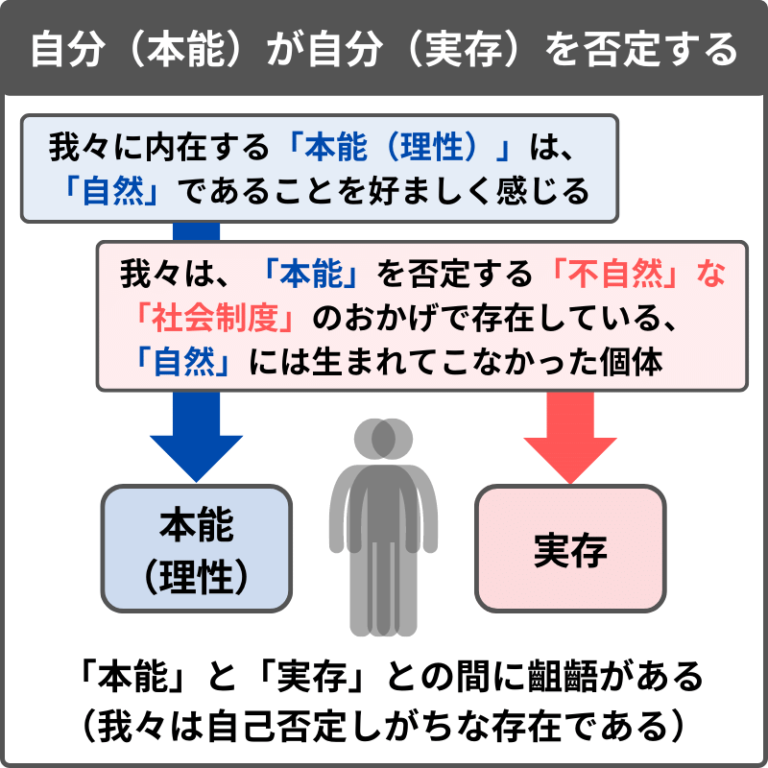 自分（本能）が自分（実存）を否定する
我々に内在する「本能（理性）」は、
「自然」であることを好ましく感じる
我々は、「本能」を否定する「不自然」な
「社会制度」のおかげで存在している、
「自然」には生まれてこなかった個体
本能
（理性）
実存
「本能」と「実存」との間に齟齬がある
（我々は自己否定しがちな存在である）